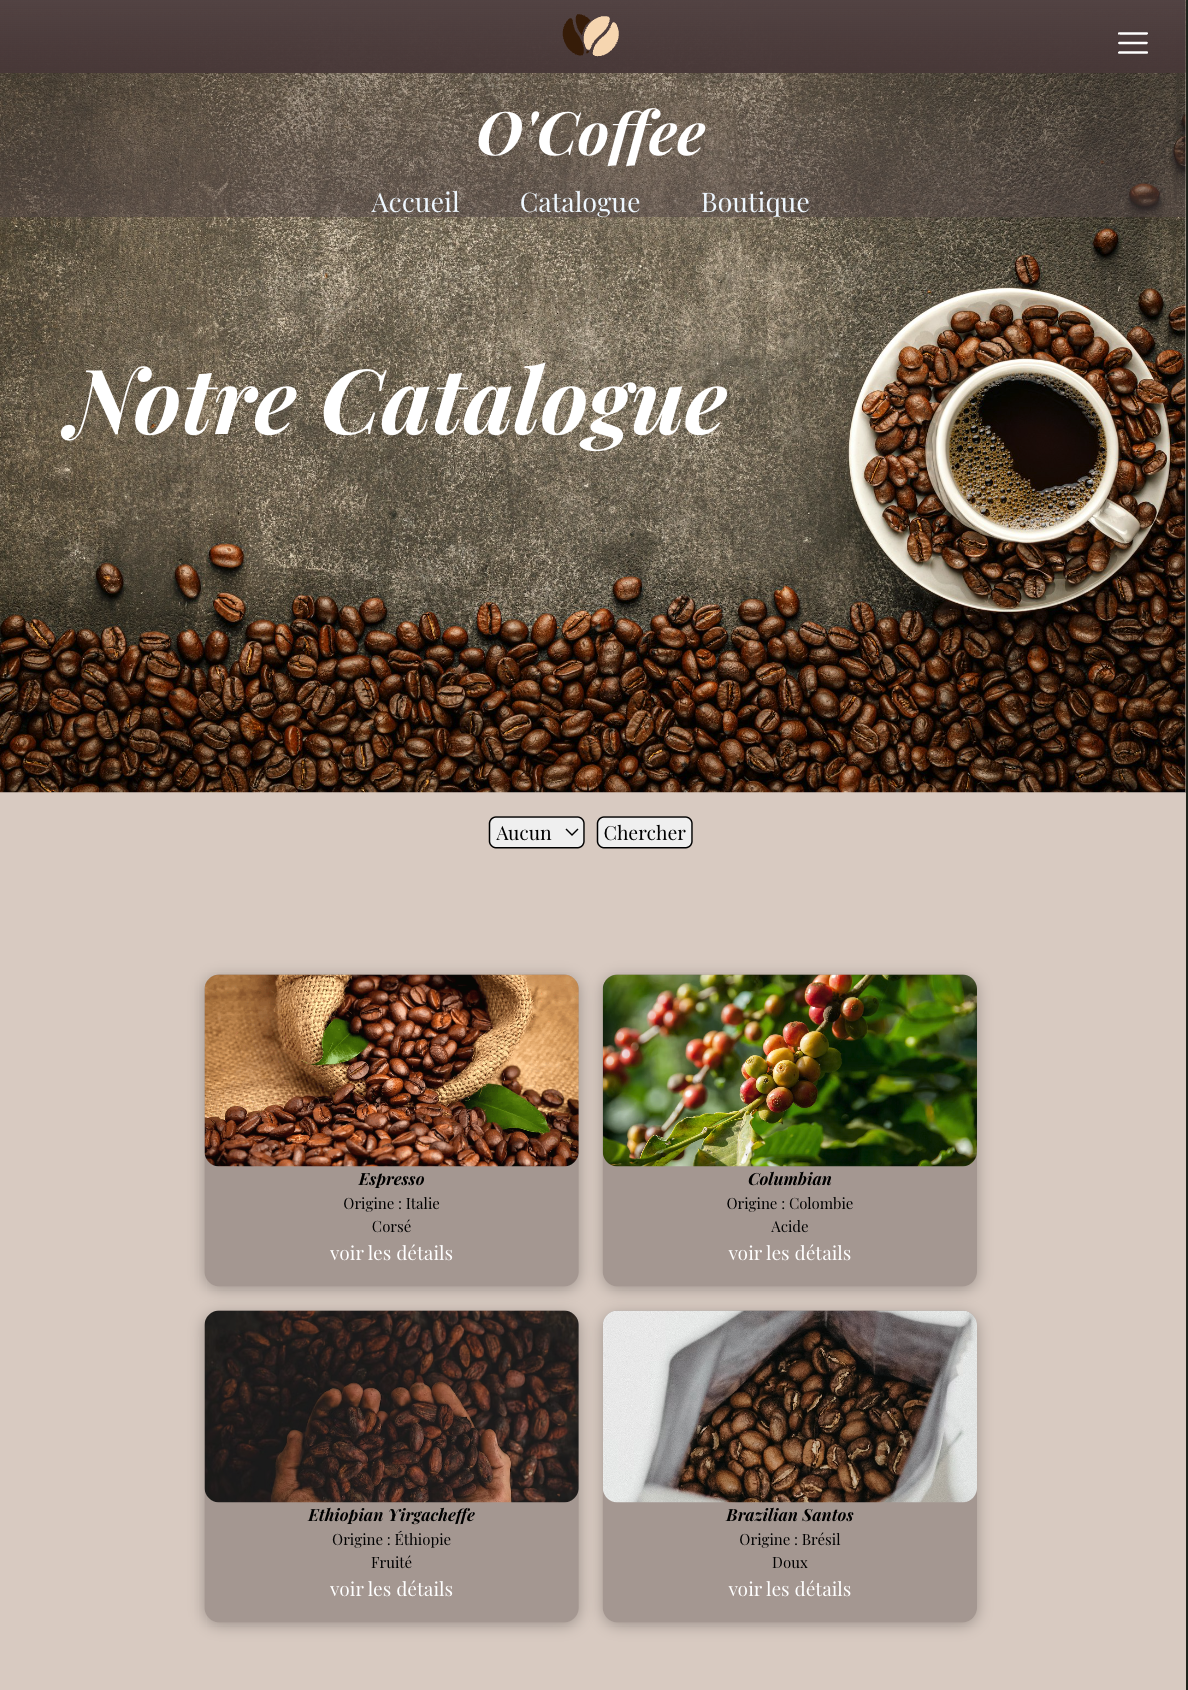 O'Coffee
Accueil Catalogue Boutique
Notre Catalogue
Aucun Chercher
Espresso
Origine : Italie
Corsé
voir les détails
Columbian
Origine : Colombie
Acide
voir les détails
Ethiopian Yirgacheffe
Origine : Éthiopie
Fruité
voir les détails
Brazilian Santos
Origine : Brésil
Doux
voir les détails